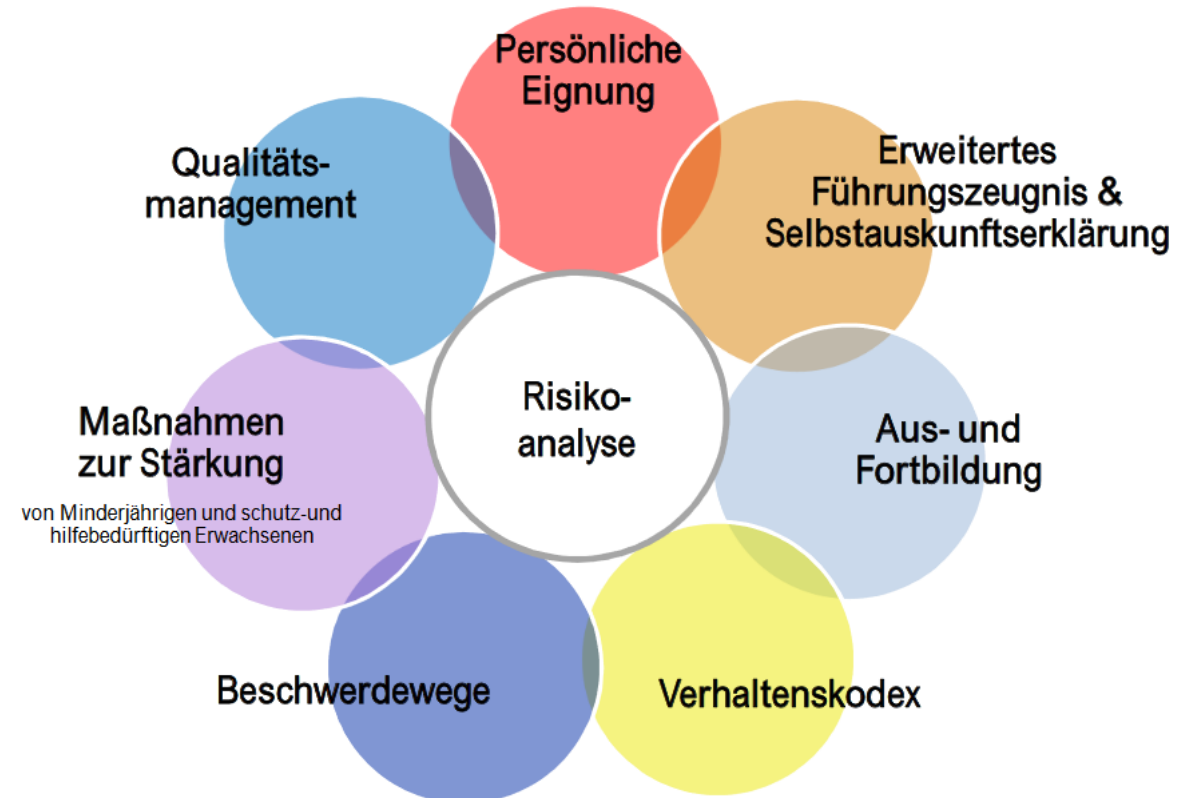 Persönliche
Eignung
Erweitertes
Führungszeugnis &
Selbstauskunftserklärung
Aus- und
Fortbildung
Verhaltenskodex
Beschwerdewege
Maßnahmen
zur Stärkung
von Minderjährigen und schutz-und
hilfebedürftigen Erwachsenen
Qualitäts-
management
Risiko-
analyse